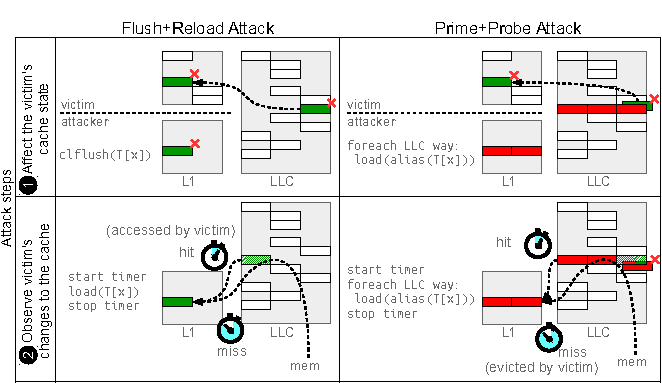 Flush+Reload Attack
Prime+Probe Attack
Attack steps
1 Affect the victim's
cache state
victim
attacker
clflush(T[x])
L1
LLC
victim
attacker
foreach LLC way:
load(alias(T[x]))
L1
LLC
2 Observe victim's
changes to the cache
(accessed by victim)
hit
start timer
load(T[x])
stop timer
L1
LLC
miss
mem
hit
start timer
foreach LLC way:
load(alias(T[x]))
stop timer
L1
LLC
miss
(evicted by victim)
mem